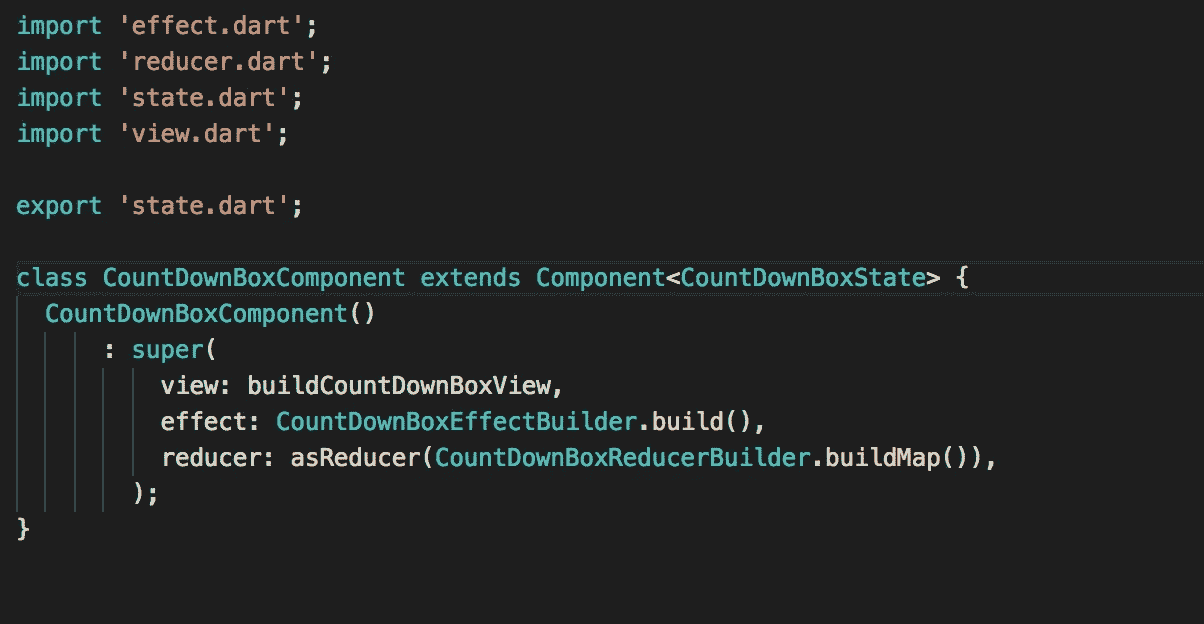 import 'effect.dart';
import 'reducer.dart';
import 'state.dart';
import 'view.dart';

export 'state.dart';

class CountDownBoxComponent extends Component<CountDownBoxState> {
  CountDownBoxComponent()
      : super(
          view: buildCountDownBoxView,
          effect: CountDownBoxEffectBuilder.build(),
          reducer: asReducer(CountDownBoxReducerBuilder.buildMap()),
        );
}